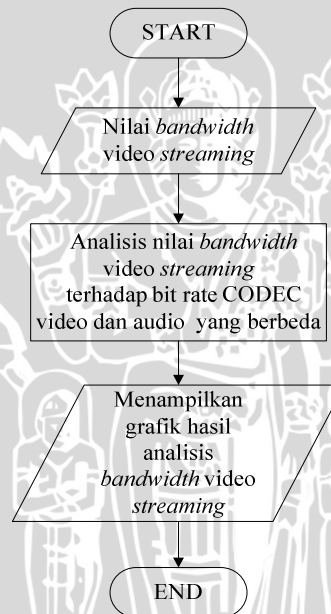 START
Nilai bandwidth
video streaming
Analisis nilai bandwidth
video streaming
terhadap bit rate CODEC
video dan audio yang berbeda
Menampilkan
grafik hasil
analisis
bandwidth video
streaming
END